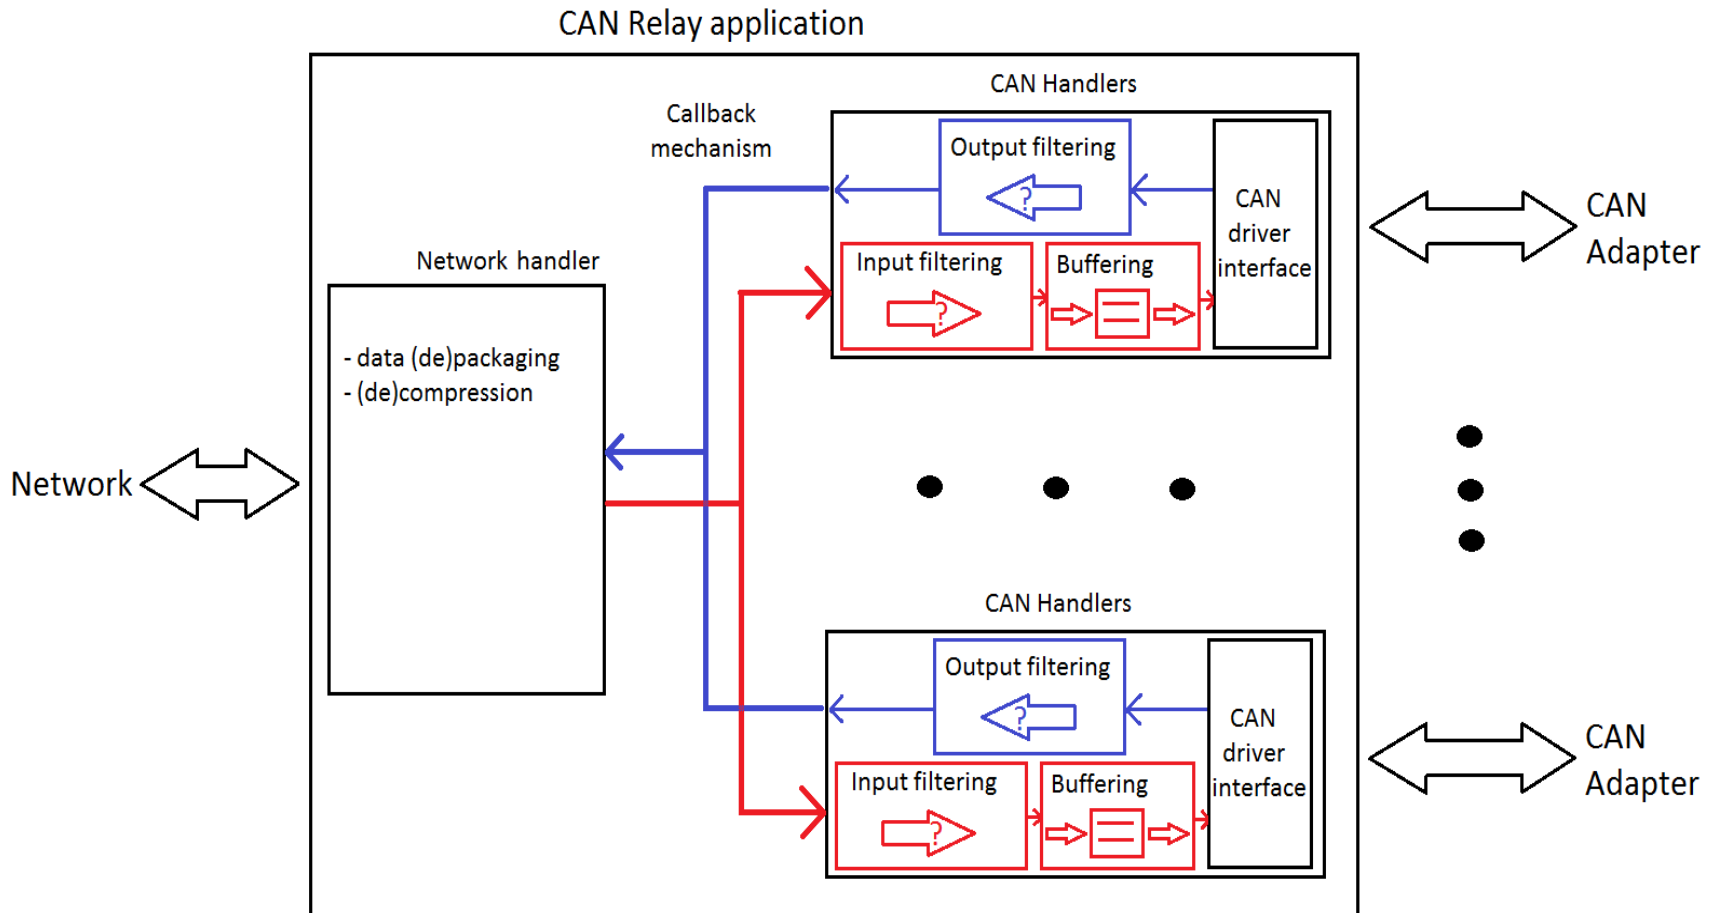 CAN Relay application
CAN Handlers
Callback
mechanism
Output filtering
?
CAN
driver
interface
Input filtering
?
Buffering
CAN
Adapter
Network handler
- data (de)packaging
- (de)compression
Network
CAN Handlers
Output filtering
?
CAN
driver
interface
Input filtering
?
Buffering
CAN
Adapter